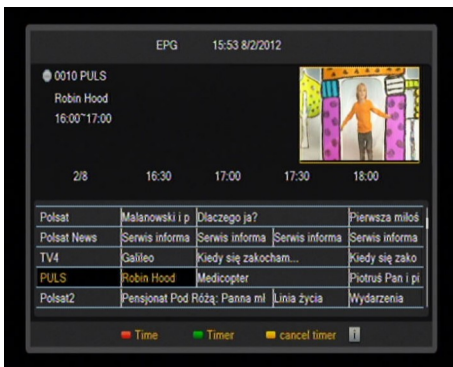 EPG 15:53 8/2/2012
0010 PULS
Robin Hood
16:00~17:00
2/8 16:30 17:00 17:30 18:00
Polsat Malanowski i p Dlaczego ja? Pierwsza miłoś
Polsat News Serwis informa Serwis informa Serwis informa Serwis informa
TV4 Galileo Kiedy się zakocham... Kiedy się zako
PULS Robin Hood Medicopter Piotruś Pan i pi
Polsat2 Pensjonat Pod Różą: Panna mł Linia życia Wydarzenia
Time Timer cancel timer i